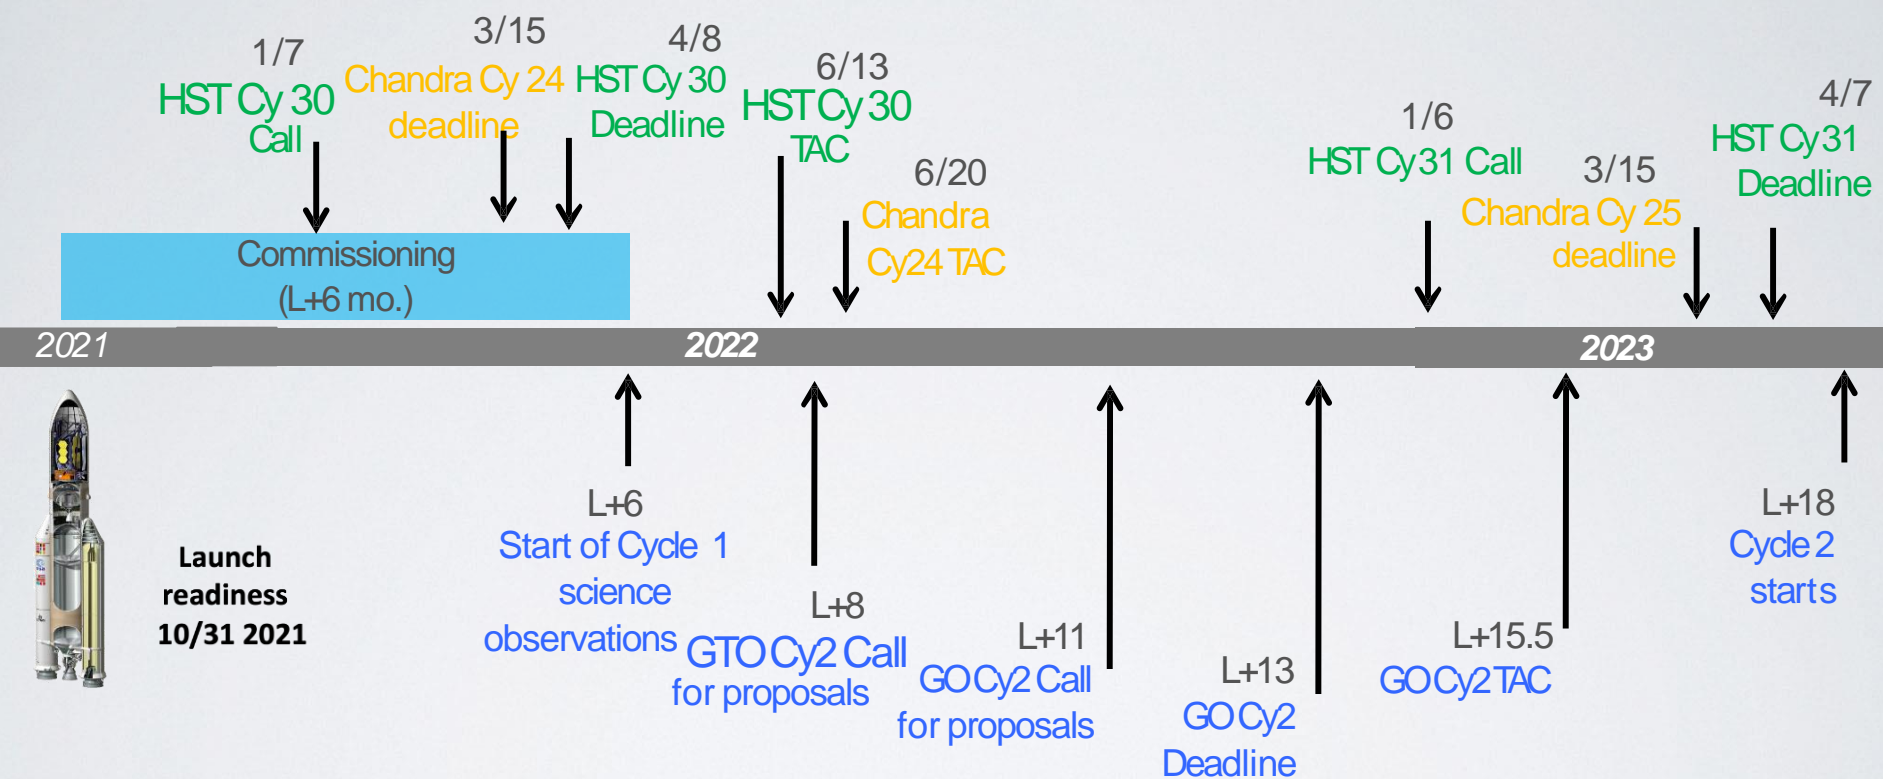 1/7
HST Cy 30
Call
3/15
Chandra Cy 24
deadline
4/8
HST Cy 30
Deadline
6/13
HST Cy 30
TAC
6/20
Chandra
Cy24 TAC
1/6
HST Cy31 Call
3/15
Chandra Cy 25
deadline
4/7
HST Cy31
Deadline
Commissioning
(L+6 mo.)
2021
2022
2023
Launch
readiness
10/31 2021
L+6
Start of Cycle 1
science
observations
L+8
GTO Cy2 Call
for proposals
L+11
GO Cy2 Call
for proposals
L+13
GO Cy2
Deadline
L+15.5
GO Cy2 TAC
L+18
Cycle 2
starts